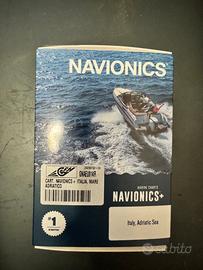 NAVIONICS®
CART. NAVIONICS + ITALIA, MARE
ADRIATICO
MARINE CHARTS
NAVIONICS+
#1
Italy, Adriatic Sea
subito